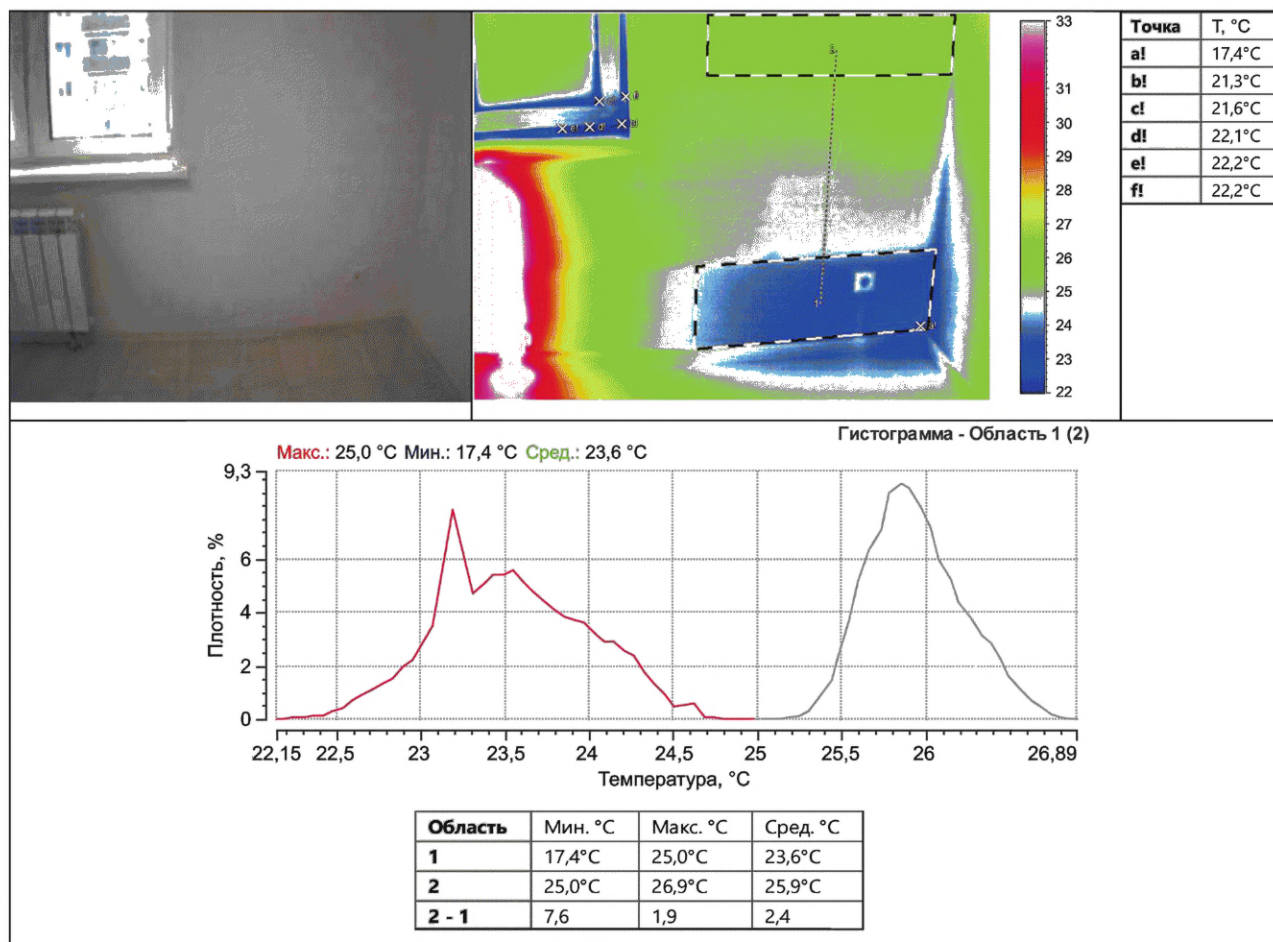 33
31
30
29
28
27
26
25
24
23
22
Точка T, °C
a! 17,4°C
b! 21,3°C
c! 21,6°C
d! 22,1°C
e! 22,2°C
f! 22,2°C
2
1
Гистограмма - Область 1 (2)
Макс.: 25,0 °C Мин.: 17,4 °C Сред.: 23,6 °C
9,3
6
4
2
0
Плотность, %
22,15 22,5 23 23,5 24 24,5 25 25,5 26 26,89
Температура, °C
Область Мин. °C Макс. °C Сред. °C
1 17,4°C 25,0°C 23,6°C
2 25,0°C 26,9°C 25,9°C
2 - 1 7,6 1,9 2,4